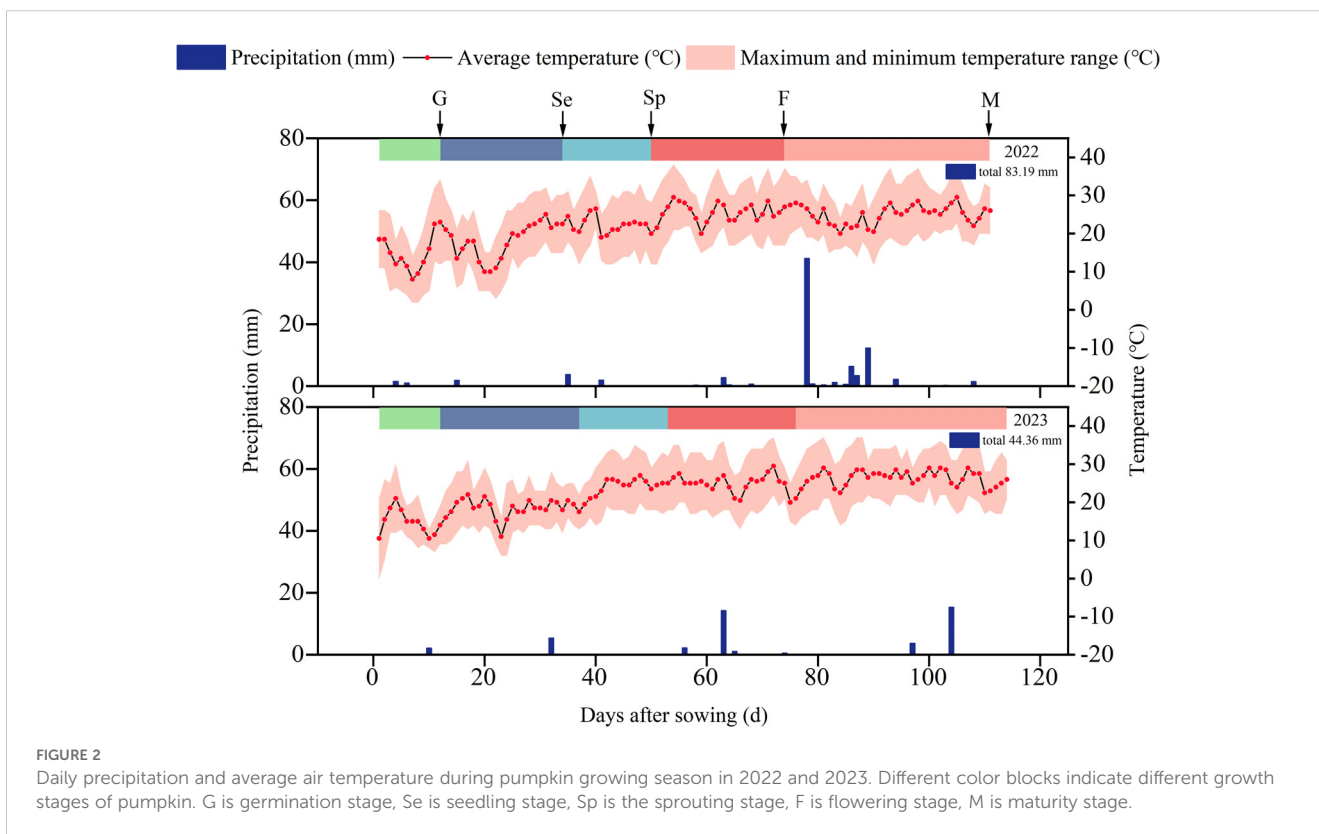 Precipitation (mm) Average temperature (℃) Maximum and minimum temperature range (℃)
G Se Sp F M
80
60
40
20
0
2022
total 83.19 mm
40
30
20
10
0
-10
-20
80
60
40
20
0
2023
total 44.36 mm
40
30
20
10
0
-10
-20
Precipitation (mm)
Temperature (℃)
0 20 40 60 80 100 120
Days after sowing (d)
FIGURE 2
Daily precipitation and average air temperature during pumpkin growing season in 2022 and 2023. Different color blocks indicate different growth
stages of pumpkin. G is germination stage, Se is seedling stage, Sp is the sprouting stage, F is flowering stage, M is maturity stage.